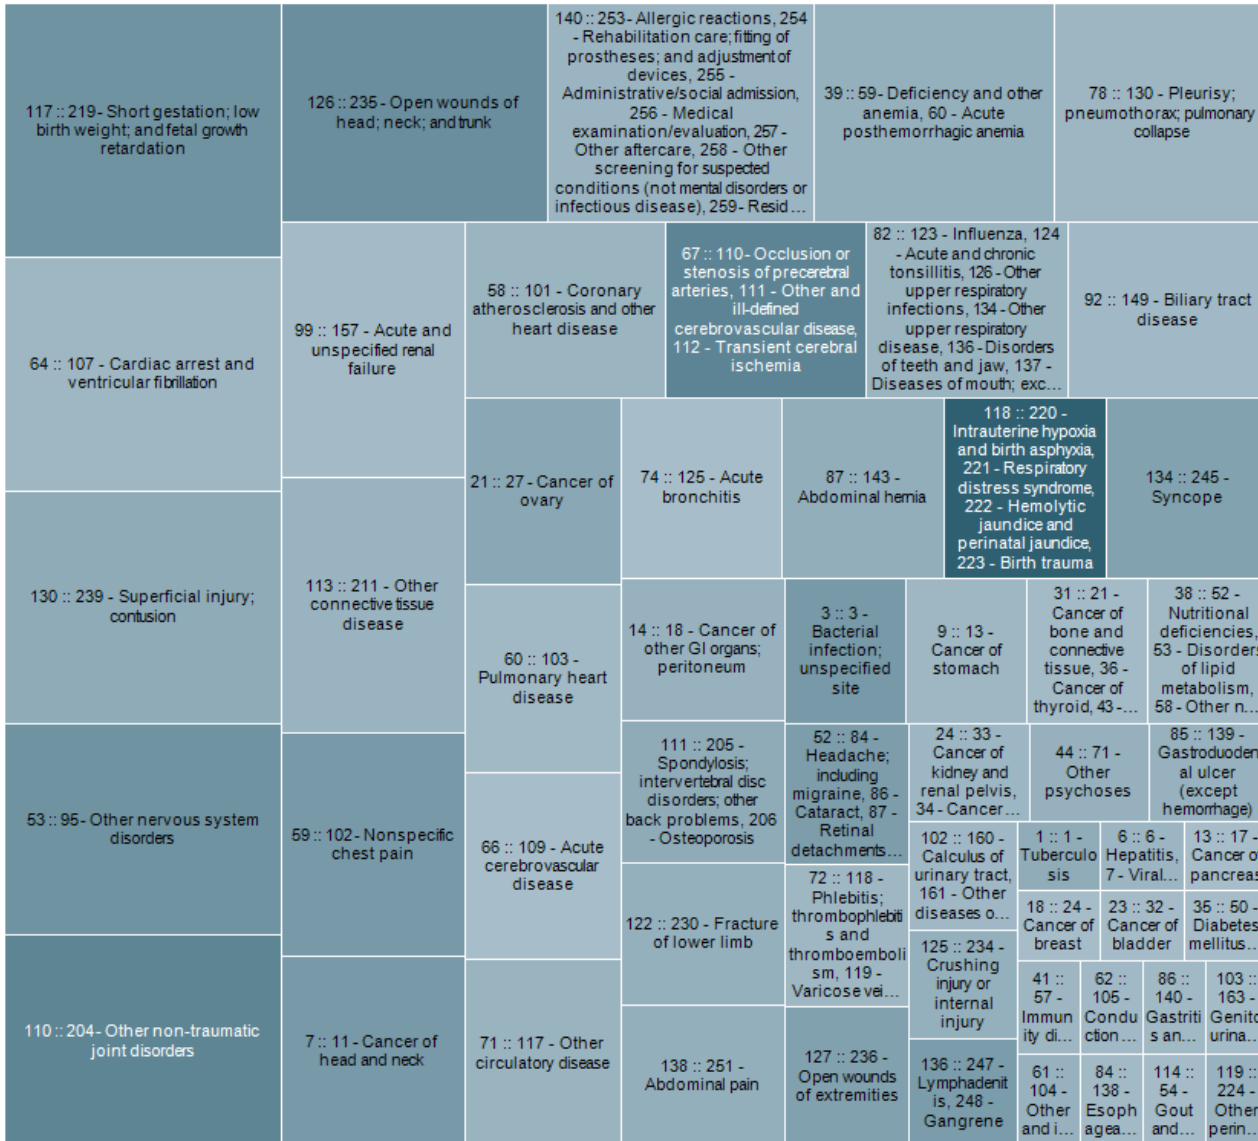 117 :: 219- Short gestation; low
birth weight; and fetal growth
retardation
126 :: 235 - Open wounds of
head; neck; and trunk
140 :: 253- Allergic reactions, 254
- Rehabilitation care; fitting of
prostheses; and adjustment of
devices, 255 -
Administrative/social admission,
256 - Medical
examination/evaluation, 257 -
Other aftercare, 258 - Other
screening for suspected
conditions (not mental disorders or
infectious disease), 259- Resid...
39 :: 59- Deficiency and other
anemia, 60 - Acute
posthemorrhagic anemia
78 :: 130 - Pleurisy;
pneumothorax; pulmonary
collapse
64 :: 107 - Cardiac arrest and
ventricular fibrillation
99 :: 157 - Acute and
unspecified renal
failure
58 :: 101 - Coronary
atherosclerosis and other
heart disease
67 :: 110- Occlusion or
stenosis of precerebral
arteries, 111 - Other and
ill-defined
cerebrovascular disease,
112 - Transient cerebral
ischemia
82 :: 123 - Influenza, 124
- Acute and chronic
tonsillitis, 126 - Other
upper respiratory
infections, 134 - Other
upper respiratory
disease, 136 - Disorders
of teeth and jaw, 137 -
Diseases of mouth; exc...
92 :: 149 - Biliary tract
disease
21 :: 27 - Cancer of
ovary
74 :: 125 - Acute
bronchitis
87 :: 143 -
Abdominal hernia
118 :: 220 -
Intrauterine hypoxia
and birth asphyxia,
221 - Respiratory
distress syndrome,
222 - Hemolytic
jaundice and
perinatal jaundice,
223 - Birth trauma
134 :: 245 -
Syncope
130 :: 239 - Superficial injury;
contusion
113 :: 211 - Other
connective tissue
disease
60 :: 103 -
Pulmonary heart
disease
14 :: 18 - Cancer of
other GI organs;
peritoneum
3 :: 3 -
Bacterial
infection;
unspecified
site
9 :: 13 -
Cancer of
stomach
31 :: 21 -
Cancer of
bone and
connective
tissue, 36 -
Cancer of
thyroid, 43 -...
38 :: 52 -
Nutritional
deficiencies,
53 - Disorders
of lipid
metabolism,
58 - Other n...
53 :: 95- Other nervous system
disorders
59 :: 102- Nonspecific
chest pain
66 :: 109 - Acute
cerebrovascular
disease
111 :: 205 -
Spondylosis;
intervertebral disc
disorders; other
back problems, 206
- Osteoporosis
52 :: 84 -
Headache;
including
migraine, 86 -
Cataract, 87 -
Retinal
detachments...
24 :: 33 -
Cancer of
kidney and
renal pelvis,
34 - Cancer ...
44 :: 71 -
Other
psychoses
85 :: 139 -
Gastroduoden
al ulcer
(except
hemorrhage)
102 :: 160 -
Calculus of
urinary tract,
161 - Other
diseases o...
1 :: 1 -
Tuberculo
sis
6 :: 6 -
Hepatitis,
7 - Viral...
13 :: 17 -
Cancer of
pancreas
122 :: 230 - Fracture
of lower limb
72 :: 118 -
Phlebitis;
thrombophlebiti
s and
thromboemboli
sm, 119 -
Varicose vei...
18 :: 24 -
Cancer of
breast
23 :: 32 -
Cancer of
bladder
35 :: 50 -
Diabetes
mellitus...
125 :: 234 -
Crushing
injury or
internal
injury
41 ::
57 -
Immun
ity di...
62 ::
105 -
Condu
ction ...
86 ::
140 -
Gastriti
s an...
103 ::
163 -
Genito
urina...
110 :: 204 - Other non-traumatic
joint disorders
7 :: 11 - Cancer of
head and neck
71 :: 117 - Other
circulatory disease
138 :: 251 -
Abdominal pain
127 :: 236 -
Open wounds
of extremities
136 :: 247 -
Lymphadenit
is, 248 -
Gangrene
61 ::
104 -
Other
and i...
84 ::
138 -
Esoph
agea...
114 ::
54 -
Gout
and...
119 ::
224 -
Other
perin...